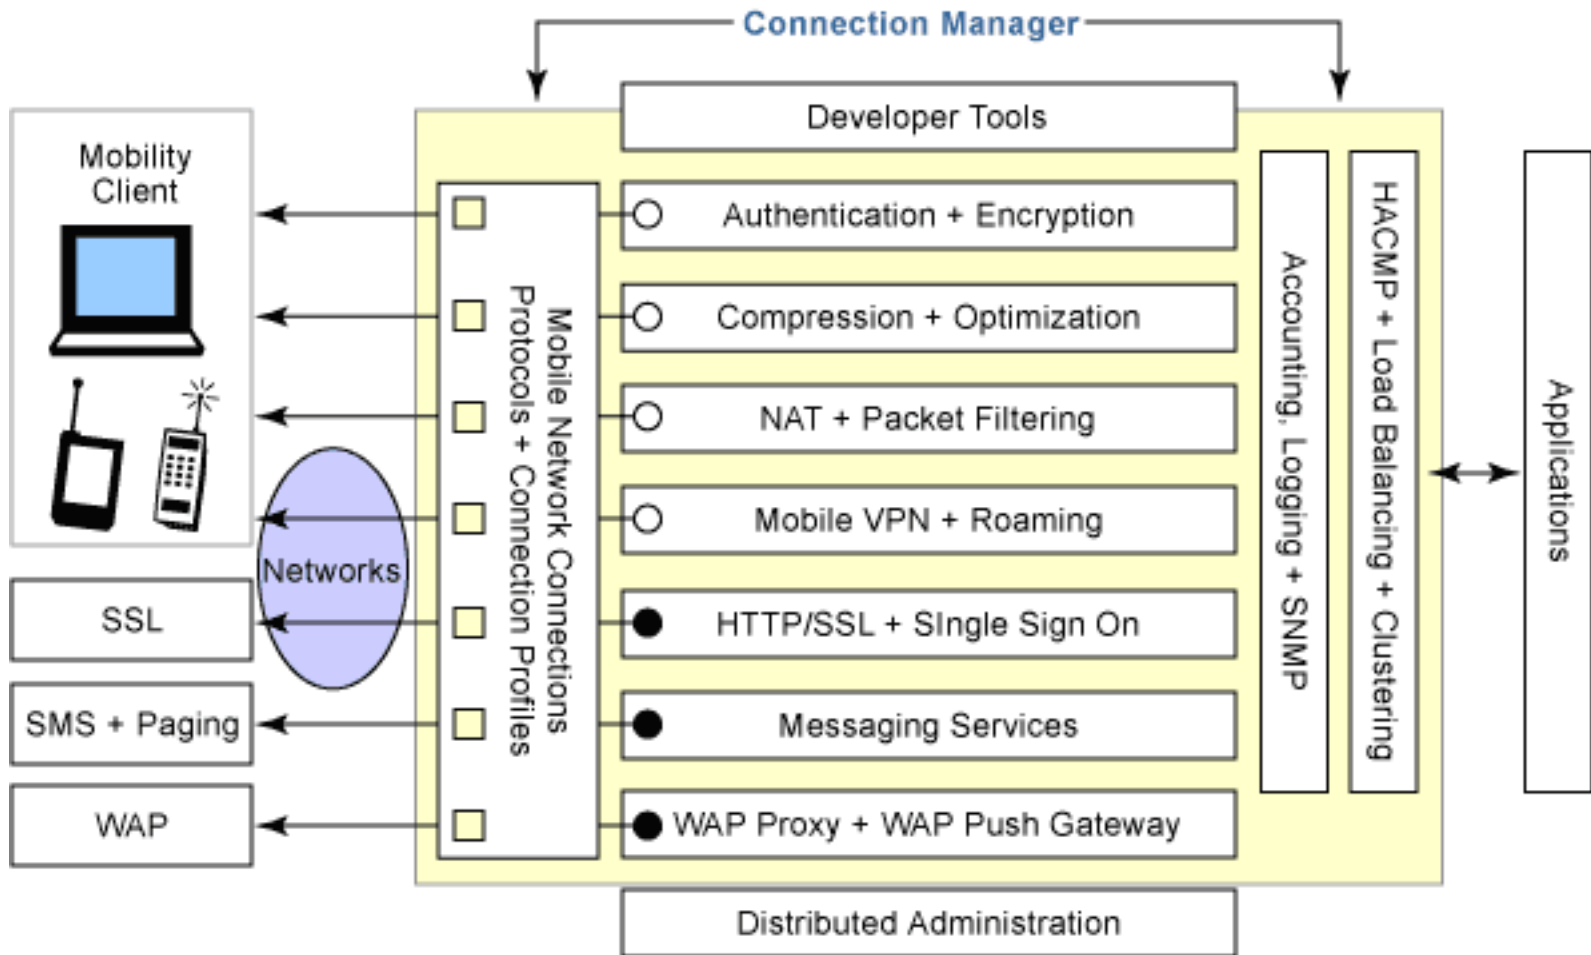 Connection Manager
Developer Tools
Mobility
Client
Authentication + Encryption
Compression + Optimization
NAT + Packet Filtering
Mobile VPN + Roaming
HTTP/SSL + SIngle Sign On
Messaging Services
WAP Proxy + WAP Push Gateway
Distributed Administration
Mobile Network Connections
Protocols + Connection Profiles
Networks
SSL
SMS + Paging
WAP
Accounting, Logging + SNMP
HACMP + Load Balancing + Clustering
Applications